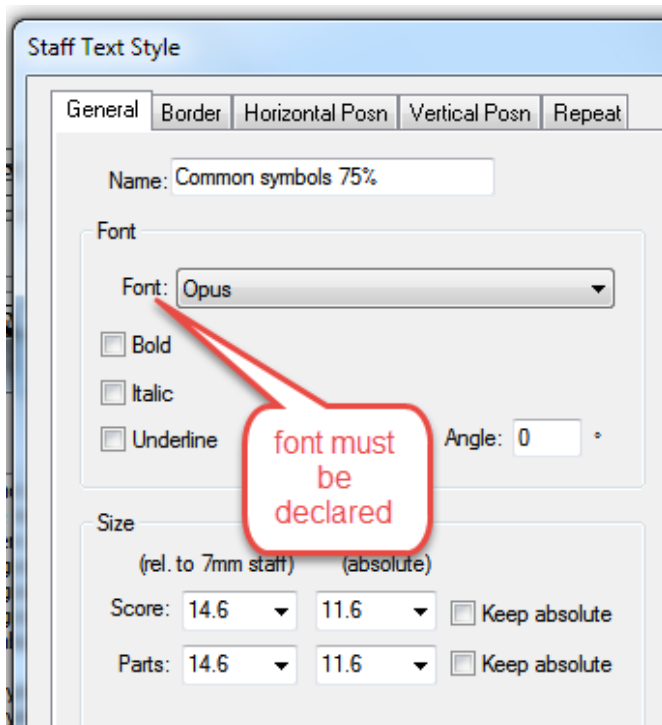 Staff Text Style
General Border Horizontal Posn Vertical Posn Repeat
Name: Common symbols 75%
Font
Font: Opus
Bold
Italic
Underline
Angle: 0 °
font must
be
declared
Size
(rel. to 7mm staff) (absolute)
Score: 14.6 11.6 Keep absolute
Parts: 14.6 11.6 Keep absolute